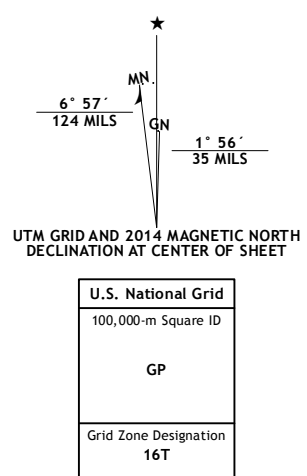 ★
MN.
6° 57´
124 MILS
GN
1° 56´
35 MILS
UTM GRID AND 2014 MAGNETIC NORTH
DECLINATION AT CENTER OF SHEET
U.S. National Grid
100,000-m Square ID
GP
Grid Zone Designation
16T